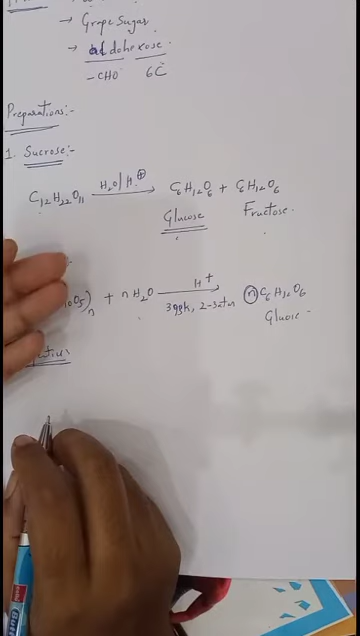 → Grape Sugar
→ aldohexose.
-CHO 6C
Preparations:-
1. Sucrose:-
C₁₂H₂₂O₁₁ H₂O/H⊕ → C₆H₁₂O₆ + C₆H₁₂O₆
Glucose Fructose.
O₅)ₙ + nH₂O H⁺ → n C₆H₁₂O₆
393k, 2-3atm
Glucose